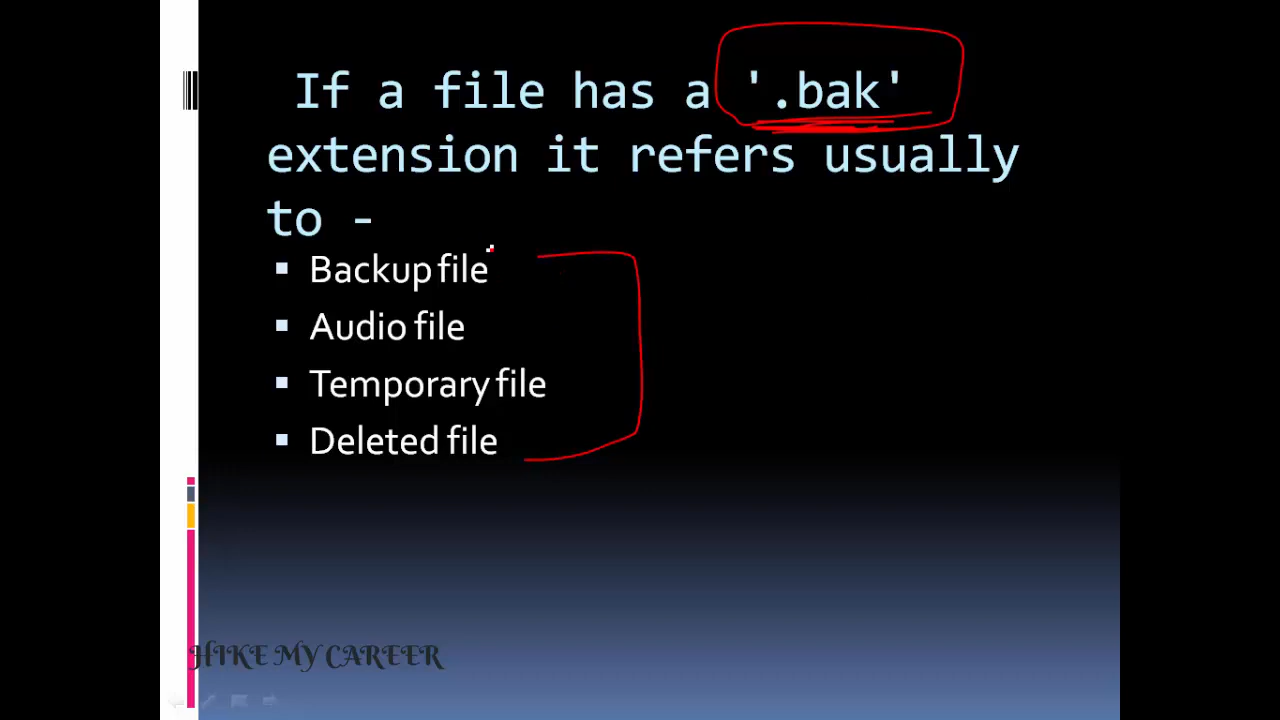 If a file has a '.bak'
extension it refers usually
to -
Backup file
Audio file
Temporary file
Deleted file
HIKE MY CAREER